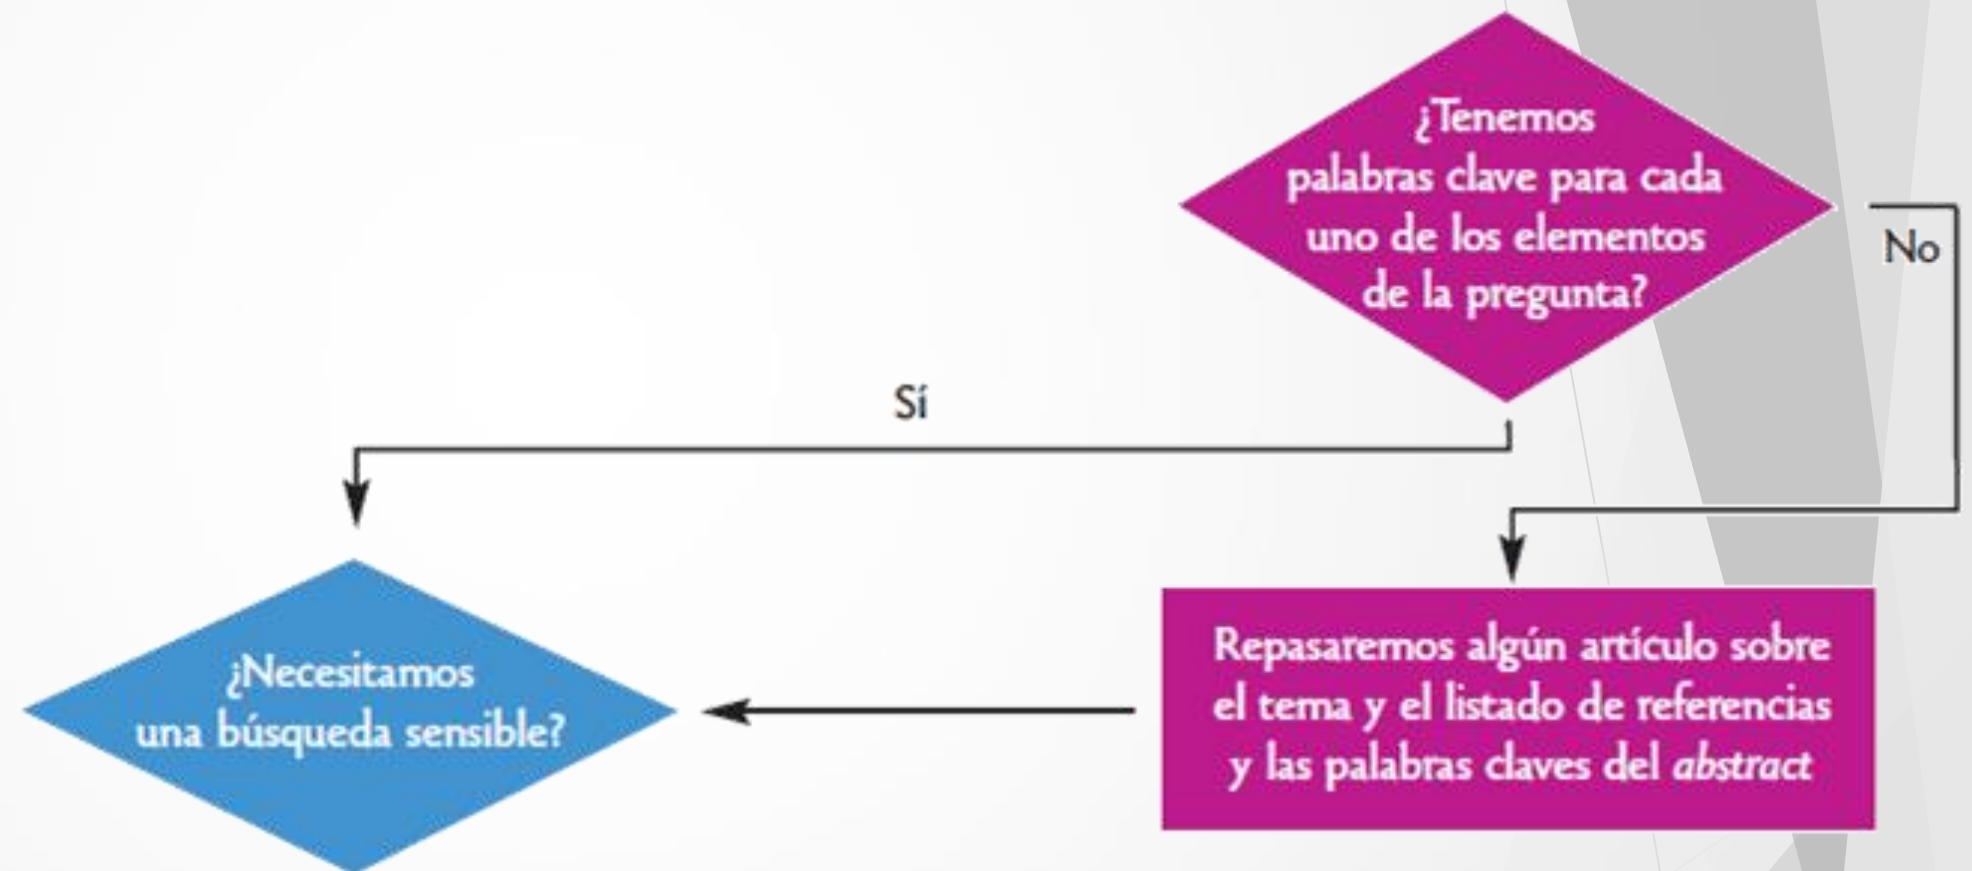 ¿Tenemos
palabras clave para cada
uno de los elementos
de la pregunta?
No
Sí
¿Necesitamos
una búsqueda sensible?
Repasaremos algún artículo sobre
el tema y el listado de referencias
y las palabras claves del abstract